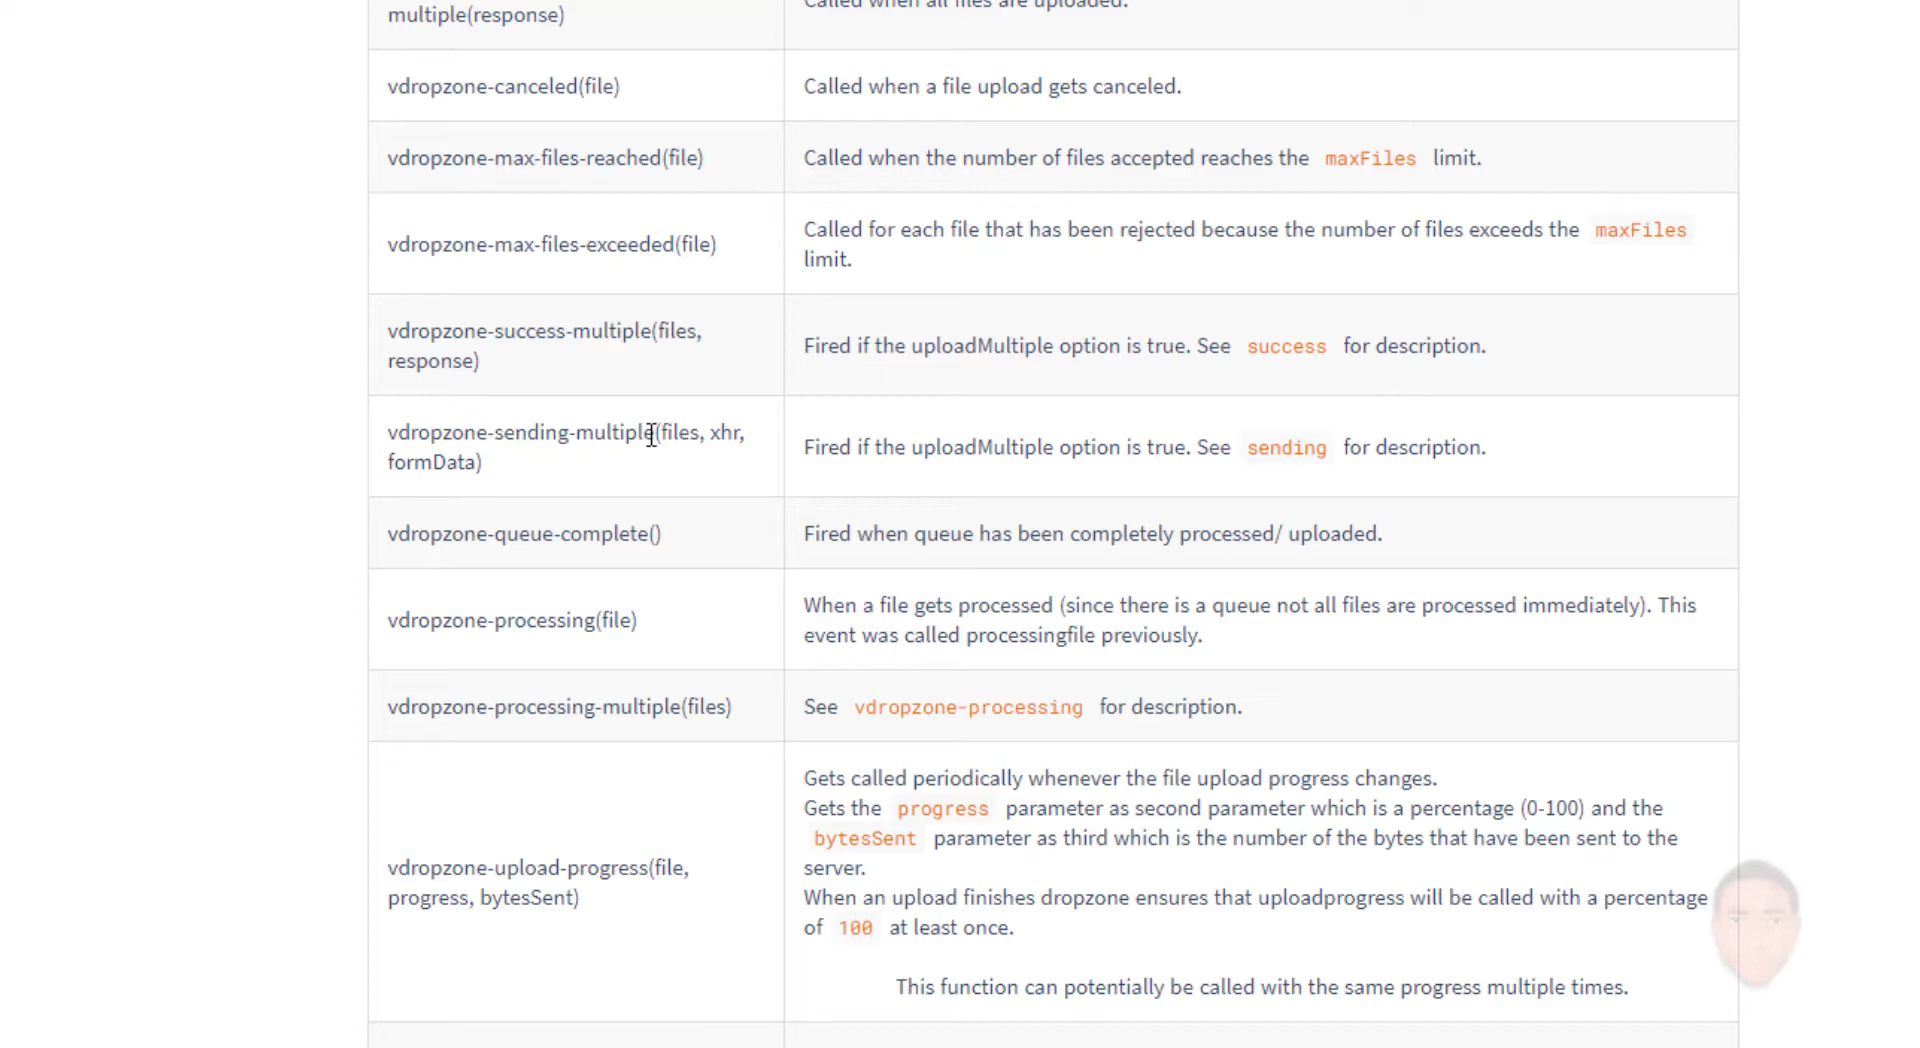 Called when all files are uploaded.
multiple(response)
vdropzone-canceled(file)
Called when a file upload gets canceled.
vdropzone-max-files-reached(file)
Called when the number of files accepted reaches the maxFiles limit.
vdropzone-max-files-exceeded(file)
Called for each file that has been rejected because the number of files exceeds the maxFiles
limit.
vdropzone-success-multiple(files,
response)
Fired if the uploadMultiple option is true. See success for description.
vdropzone-sending-multiple(files, xhr,
formData)
Fired if the uploadMultiple option is true. See sending for description.
vdropzone-queue-complete()
Fired when queue has been completely processed/ uploaded.
vdropzone-processing(file)
When a file gets processed (since there is a queue not all files are processed immediately). This
event was called processingfile previously.
vdropzone-processing-multiple(files)
See vdropzone-processing for description.
vdropzone-upload-progress(file,
progress, bytesSent)
Gets called periodically whenever the file upload progress changes.
Gets the progress parameter as second parameter which is a percentage (0-100) and the
bytesSent parameter as third which is the number of the bytes that have been sent to the
server.
When an upload finishes dropzone ensures that uploadprogress will be called with a percentage
of 100 at least once.
This function can potentially be called with the same progress multiple times.